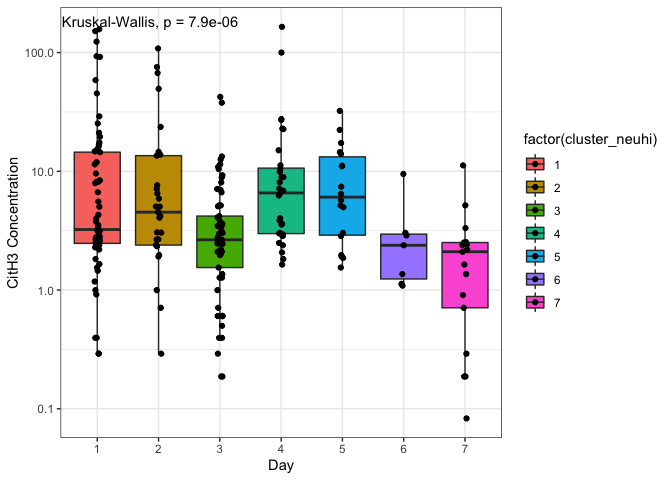 Kruskal-Wallis, p = 7.9e-06
100.0
10.0
1.0
0.1
CitH3 Concentration
1 2 3 4 5 6 7
Day
factor(cluster_neuhi)
1
2
3
4
5
6
7